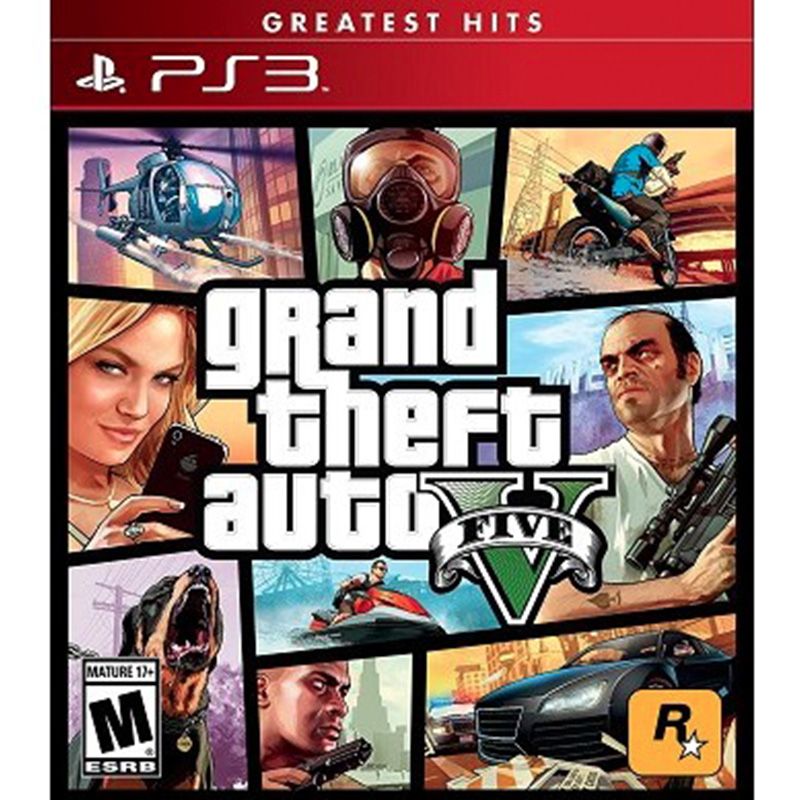 GREATEST HITS
PS3
grand
theft
auto V
FIVE
MATURE 17+
M
ESRB
R